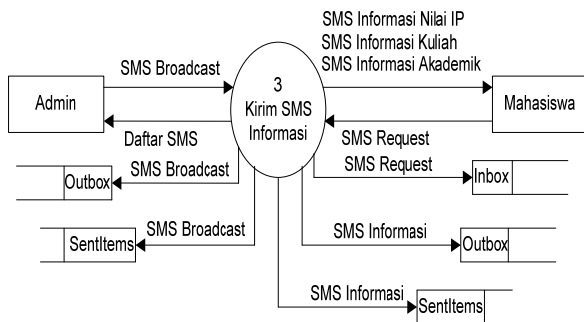 SMS Informasi Nilai IP
SMS Informasi Kuliah
SMS Informasi Akademik
SMS Broadcast
3
Kirim SMS
Informasi
Admin
Mahasiswa
Daftar SMS
SMS Request
SMS Broadcast
SMS Request
Outbox
Inbox
SMS Broadcast
SMS Informasi
SentItems
Outbox
SMS Informasi
SentItems